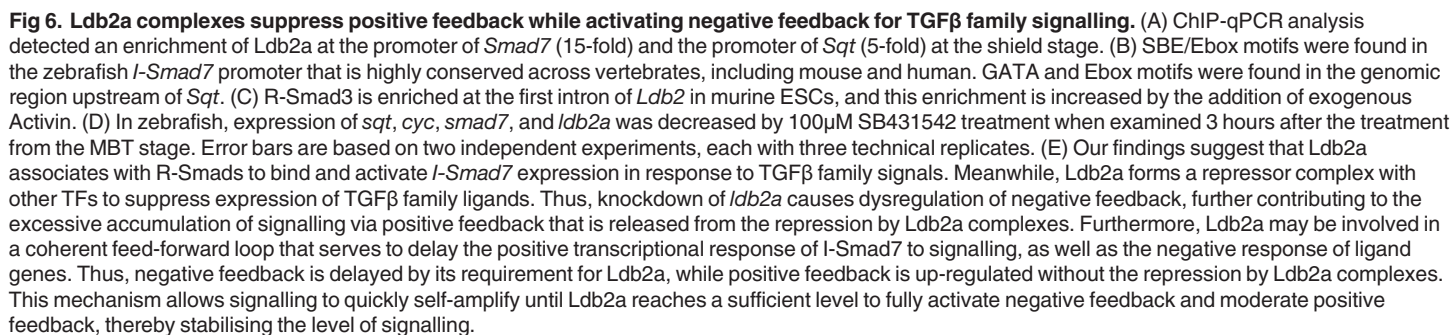 Fig 6. Ldb2a complexes suppress positive feedback while activating negative feedback for TGFβ family signalling. (A) ChIP-qPCR analysis
detected an enrichment of Ldb2a at the promoter of Smad7 (15-fold) and the promoter of Sqt (5-fold) at the shield stage. (B) SBE/Ebox motifs were found in
the zebrafish I-Smad7 promoter that is highly conserved across vertebrates, including mouse and human. GATA and Ebox motifs were found in the genomic
region upstream of Sqt. (C) R-Smad3 is enriched at the first intron of Ldb2 in murine ESCs, and this enrichment is increased by the addition of exogenous
Activin. (D) In zebrafish, expression of sqt, cyc, smad7, and ldb2a was decreased by 100μM SB431542 treatment when examined 3 hours after the treatment
from the MBT stage. Error bars are based on two independent experiments, each with three technical replicates. (E) Our findings suggest that Ldb2a
associates with R-Smads to bind and activate I-Smad7 expression in response to TGFβ family signals. Meanwhile, Ldb2a forms a repressor complex with
other TFs to suppress expression of TGFβ family ligands. Thus, knockdown of ldb2a causes dysregulation of negative feedback, further contributing to the
excessive accumulation of signalling via positive feedback that is released from the repression by Ldb2a complexes. Furthermore, Ldb2a may be involved in
a coherent feed-forward loop that serves to delay the positive transcriptional response of I-Smad7 to signalling, as well as the negative response of ligand
genes. Thus, negative feedback is delayed by its requirement for Ldb2a, while positive feedback is up-regulated without the repression by Ldb2a complexes.
This mechanism allows signalling to quickly self-amplify until Ldb2a reaches a sufficient level to fully activate negative feedback and moderate positive
feedback, thereby stabilising the level of signalling.